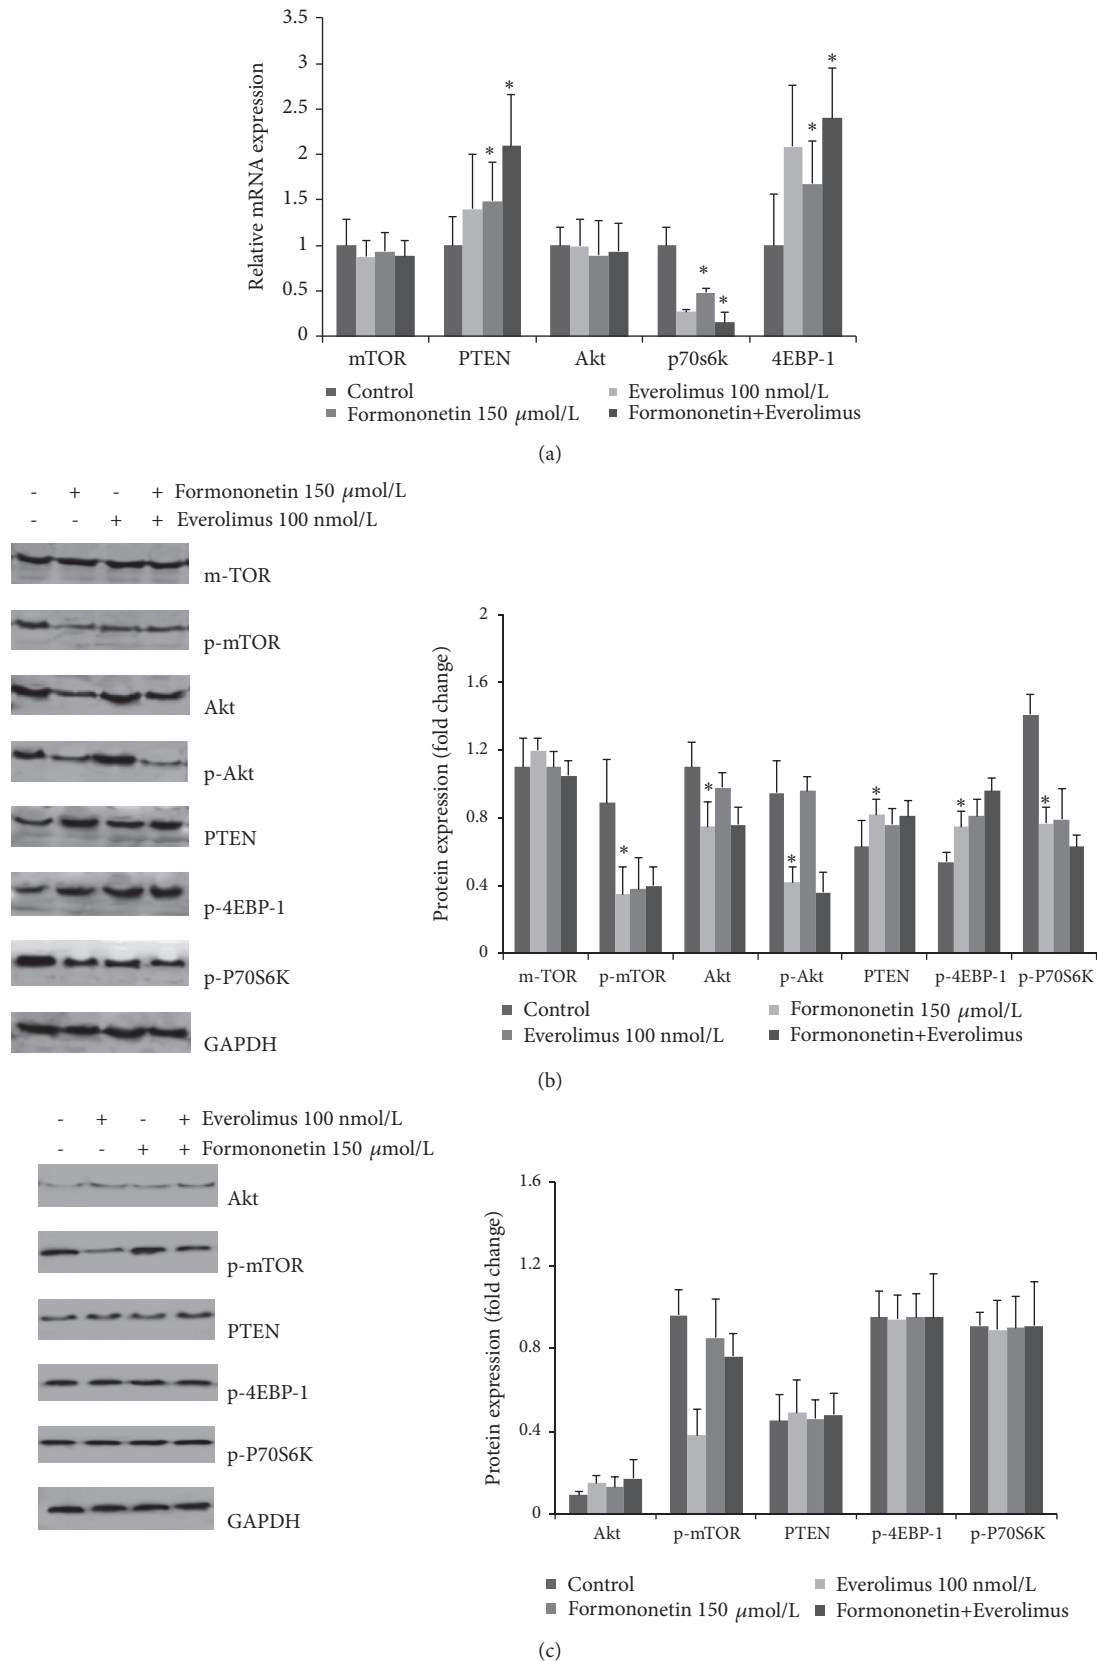 3.5
3
2.5
2
1.5
1
0.5
0
Relative mRNA expression
* * * * * *
mTOR PTEN Akt p70s6k 4EBP-1
Control Everolimus 100 nmol/L
Formononetin 150 μmol/L Formononetin+Everolimus
(a)
- + - + Formononetin 150 μmol/L
- - + + Everolimus 100 nmol/L
m-TOR
p-mTOR
Akt
p-Akt
PTEN
p-4EBP-1
p-P70S6K
GAPDH
2
1.6
1.2
0.8
0.4
0
Protein expression (fold change)
* * * * * *
m-TOR p-mTOR Akt p-Akt PTEN p-4EBP-1 p-P70S6K
Control Formononetin 150 μmol/L
Everolimus 100 nmol/L Formononetin+Everolimus
(b)
- + - + Everolimus 100 nmol/L
- - + + Formononetin 150 μmol/L
Akt
p-mTOR
PTEN
p-4EBP-1
p-P70S6K
GAPDH
1.6
1.2
0.8
0.4
0
Protein expression (fold change)
Akt p-mTOR PTEN p-4EBP-1 p-P70S6K
Control Everolimus 100 nmol/L
Formononetin 150 μmol/L Formononetin+Everolimus
(c)